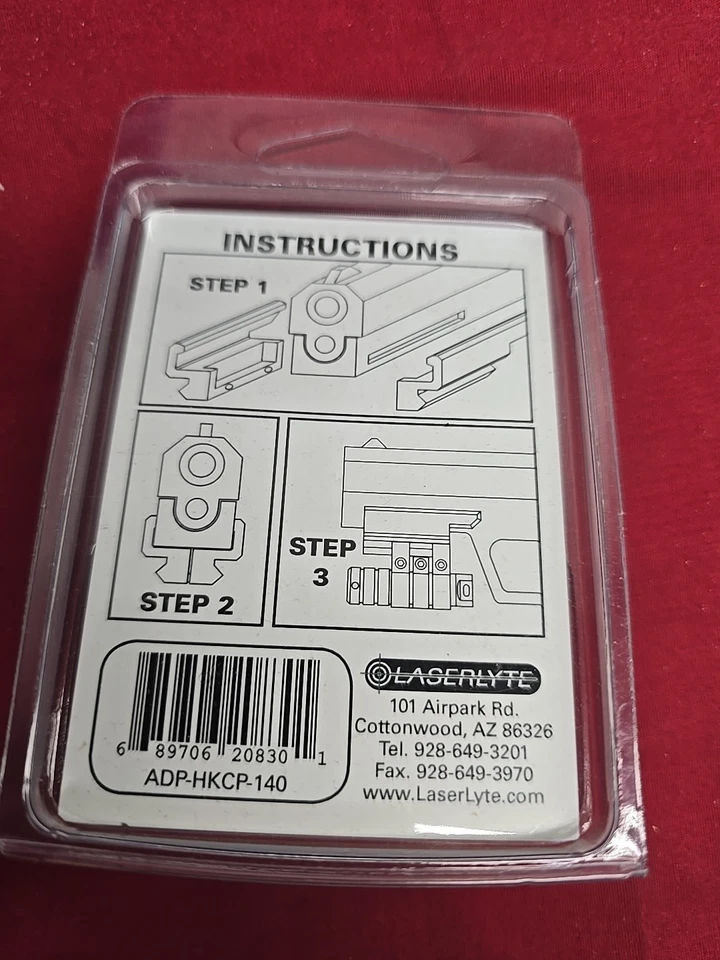 INSTRUCTIONS
STEP 1
STEP 2
STEP
3
LASERLYTE
101 Airpark Rd.
Cottonwood, AZ 86326
Tel. 928-649-3201
Fax. 928-649-3970
www.LaserLyte.com
6 89706 20830 1
ADP-HKCP-140